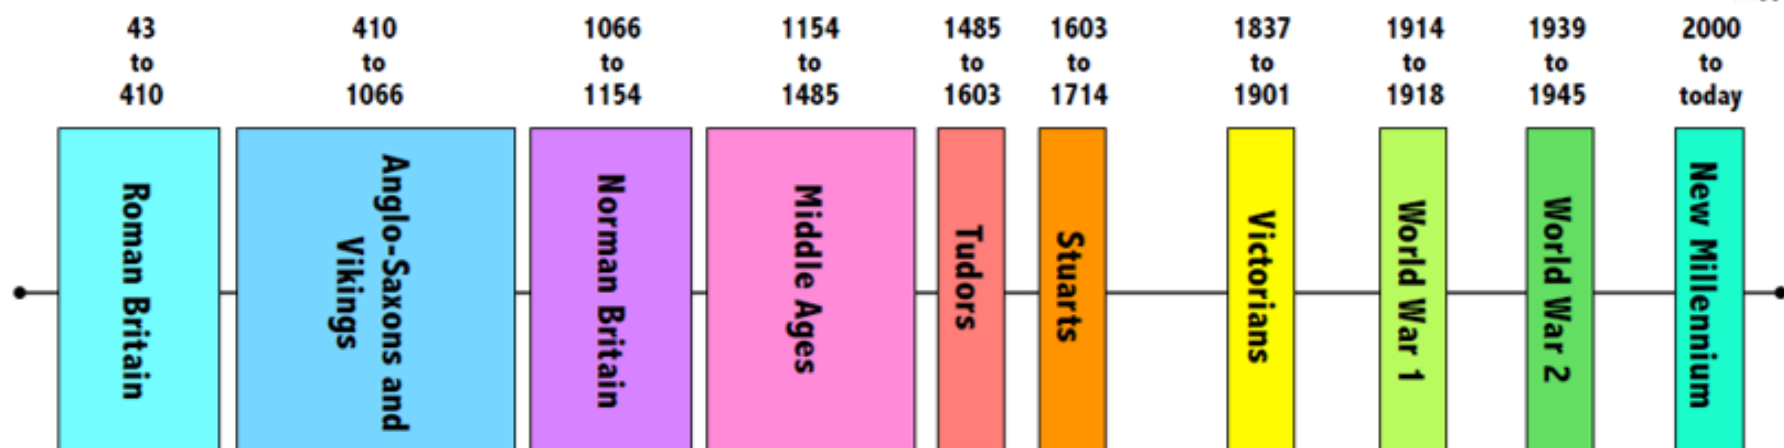 43
to
410
410
to
1066
1066
to
1154
1154
to
1485
1485
to
1603
1603
to
1714
1837
to
1901
1914
to
1918
1939
to
1945
2000
to
today
Roman Britain
Anglo-Saxons and
Vikings
Norman Britain
Middle Ages
Tudors
Stuarts
Victorians
World War 1
World War 2
New Millennium